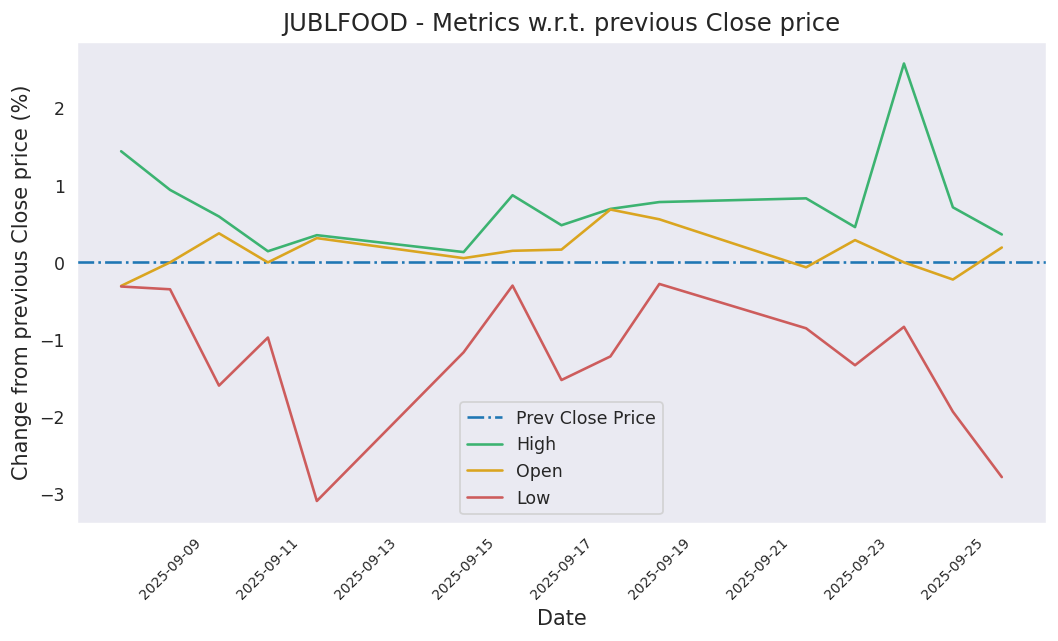 JUBLFOOD - Metrics w.r.t. previous Close price
Change from previous Close price (%)
2
1
0
−1
−2
−3
Prev Close Price
High
Open
Low
2025-09-09
2025-09-11
2025-09-13
2025-09-15
2025-09-17
2025-09-19
2025-09-21
2025-09-23
2025-09-25
Date